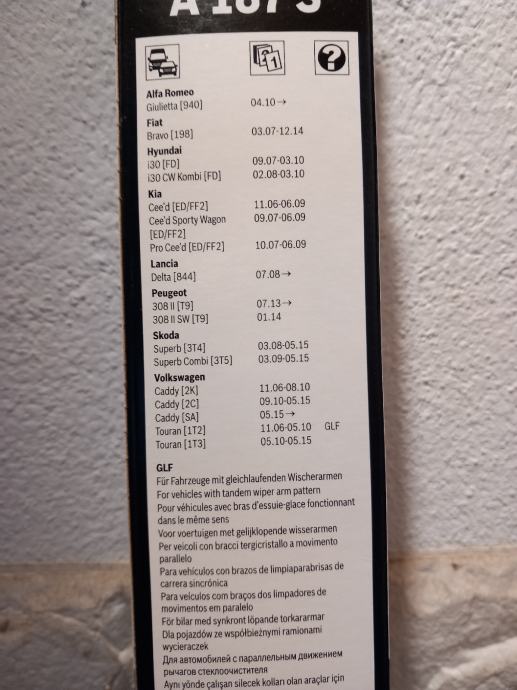 A 187 S
Alfa Romeo
Giulietta [940] 04.10→
Fiat
Bravo [198] 03.07-12.14
Hyundai
i30 [FD] 09.07-03.10
i30 CW Kombi [FD] 02.08-03.10
Kia
Cee'd [ED/FF2] 11.06-06.09
Cee'd Sporty Wagon 09.07-06.09
[ED/FF2]
Pro Cee'd [ED/FF2] 10.07-06.09
Lancia
Delta [844] 07.08→
Peugeot
308 II [T9] 07.13→
308 II SW [T9] 01.14
Skoda
Superb [3T4] 03.08-05.15
Superb Combi [3T5] 03.09-05.15
Volkswagen
Caddy [2K] 11.06-08.10
Caddy [2C] 09.10-05.15
Caddy [SA] 05.15→
Touran [1T2] 11.06-05.10 GLF
Touran [1T3] 05.10-05.15
GLF
Für Fahrzeuge mit gleichlaufenden Wischerarmen
For vehicles with tandem wiper arm pattern
Pour véhicules avec bras d'essuie-glace fonctionnant
dans le même sens
Voor voertuigen met gelijklopende wisserarmen
Per veicoli con bracci tergicristallo a movimento
parallelo
Para vehículos con brazos de limpiaparabrisas de
carrera sincrónica
Para veículos com braços dos limpadores de
movimentos em paralelo
För bilar med synkront löpande torkararmar
Dla pojazdów ze współbieżnymi ramionami
wycieraczek
Для автомобилей с параллельным движением
рычагов стеклоочистителя
Aynı yönde çalışan silecek kolları olan araçlar için